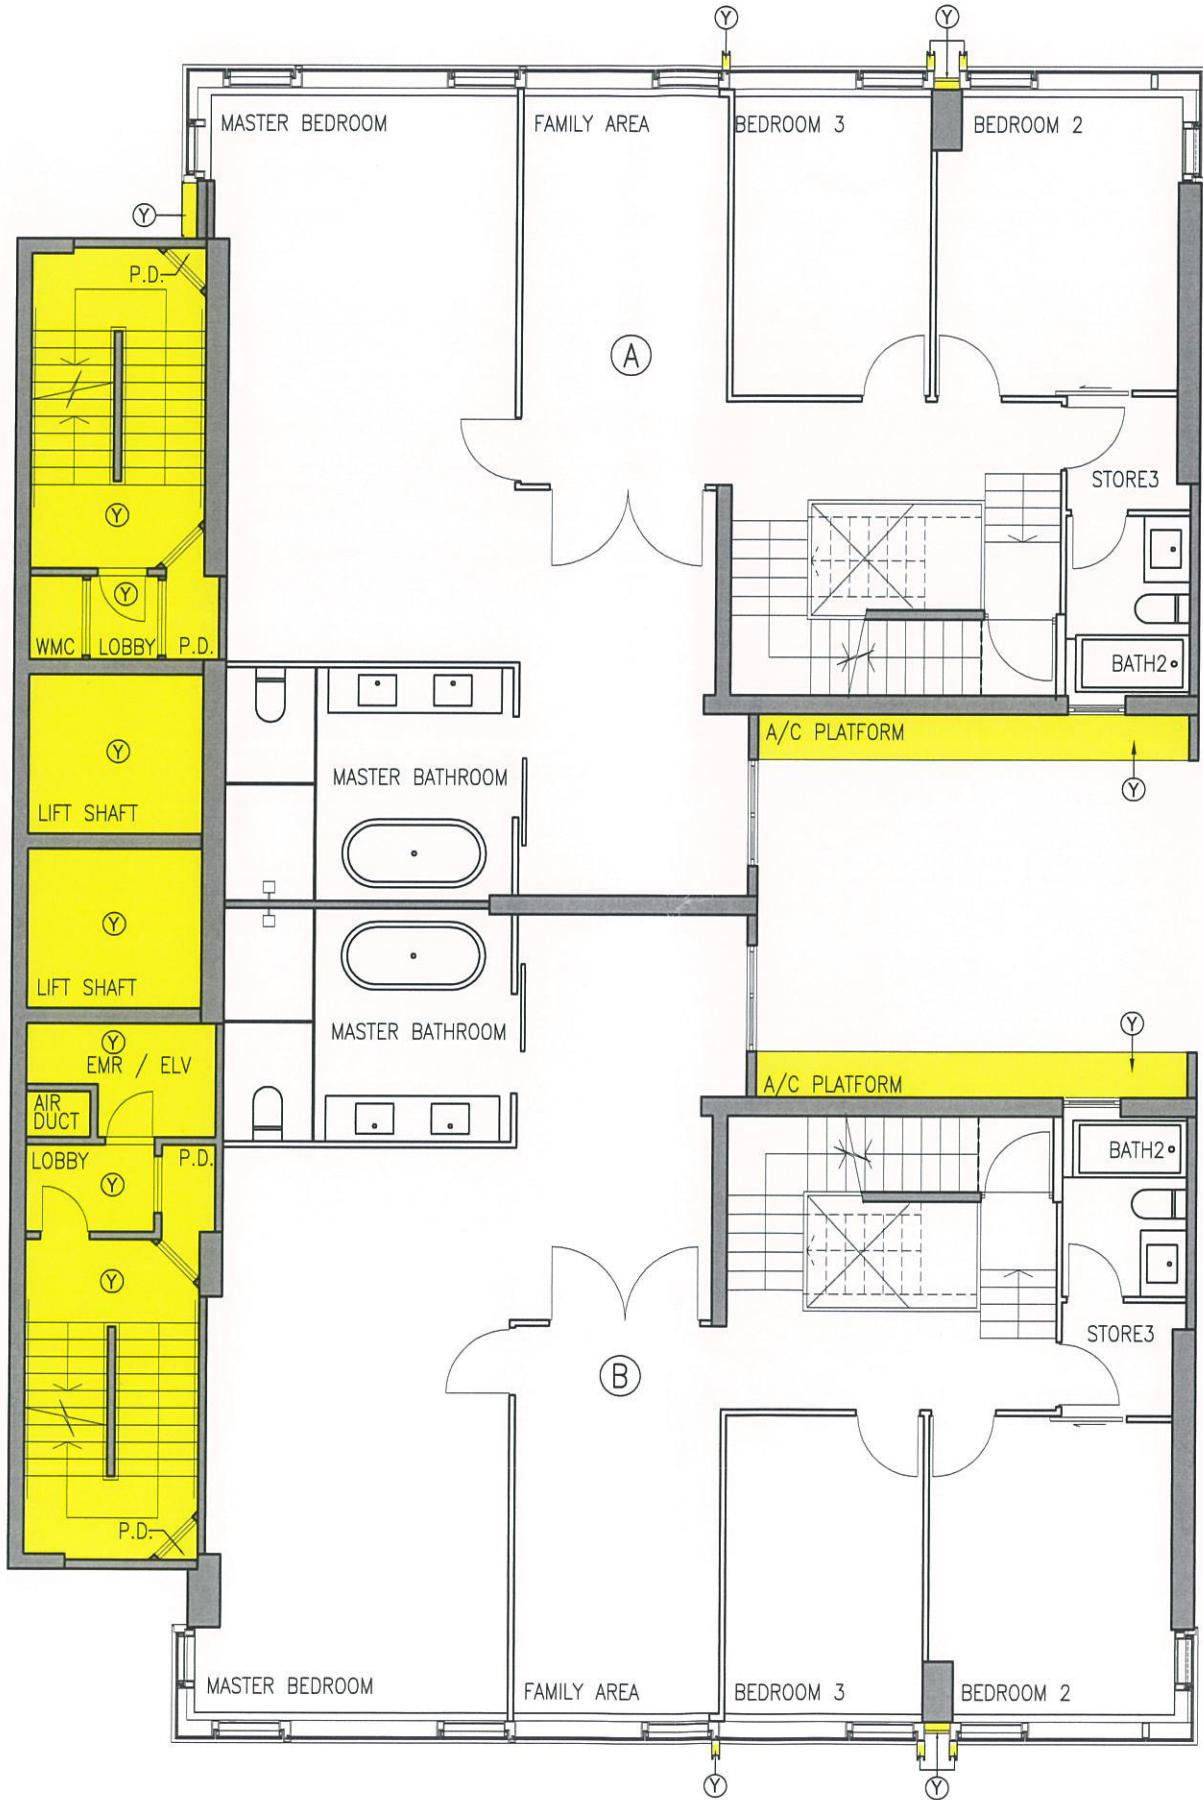 Y Y
MASTER BEDROOM FAMILY AREA BEDROOM 3 BEDROOM 2
Y
P.D.
A
STORE3
Y
Y
WMC LOBBY P.D.
BATH2
A/C PLATFORM
Y
MASTER BATHROOM
Y
LIFT SHAFT
Y
LIFT SHAFT
MASTER BATHROOM
Y
Y
EMR / ELV
A/C PLATFORM
AIR
DUCT
LOBBY P.D.
BATH2
Y
Y
STORE3
B
P.D.
MASTER BEDROOM FAMILY AREA BEDROOM 3 BEDROOM 2
Y Y